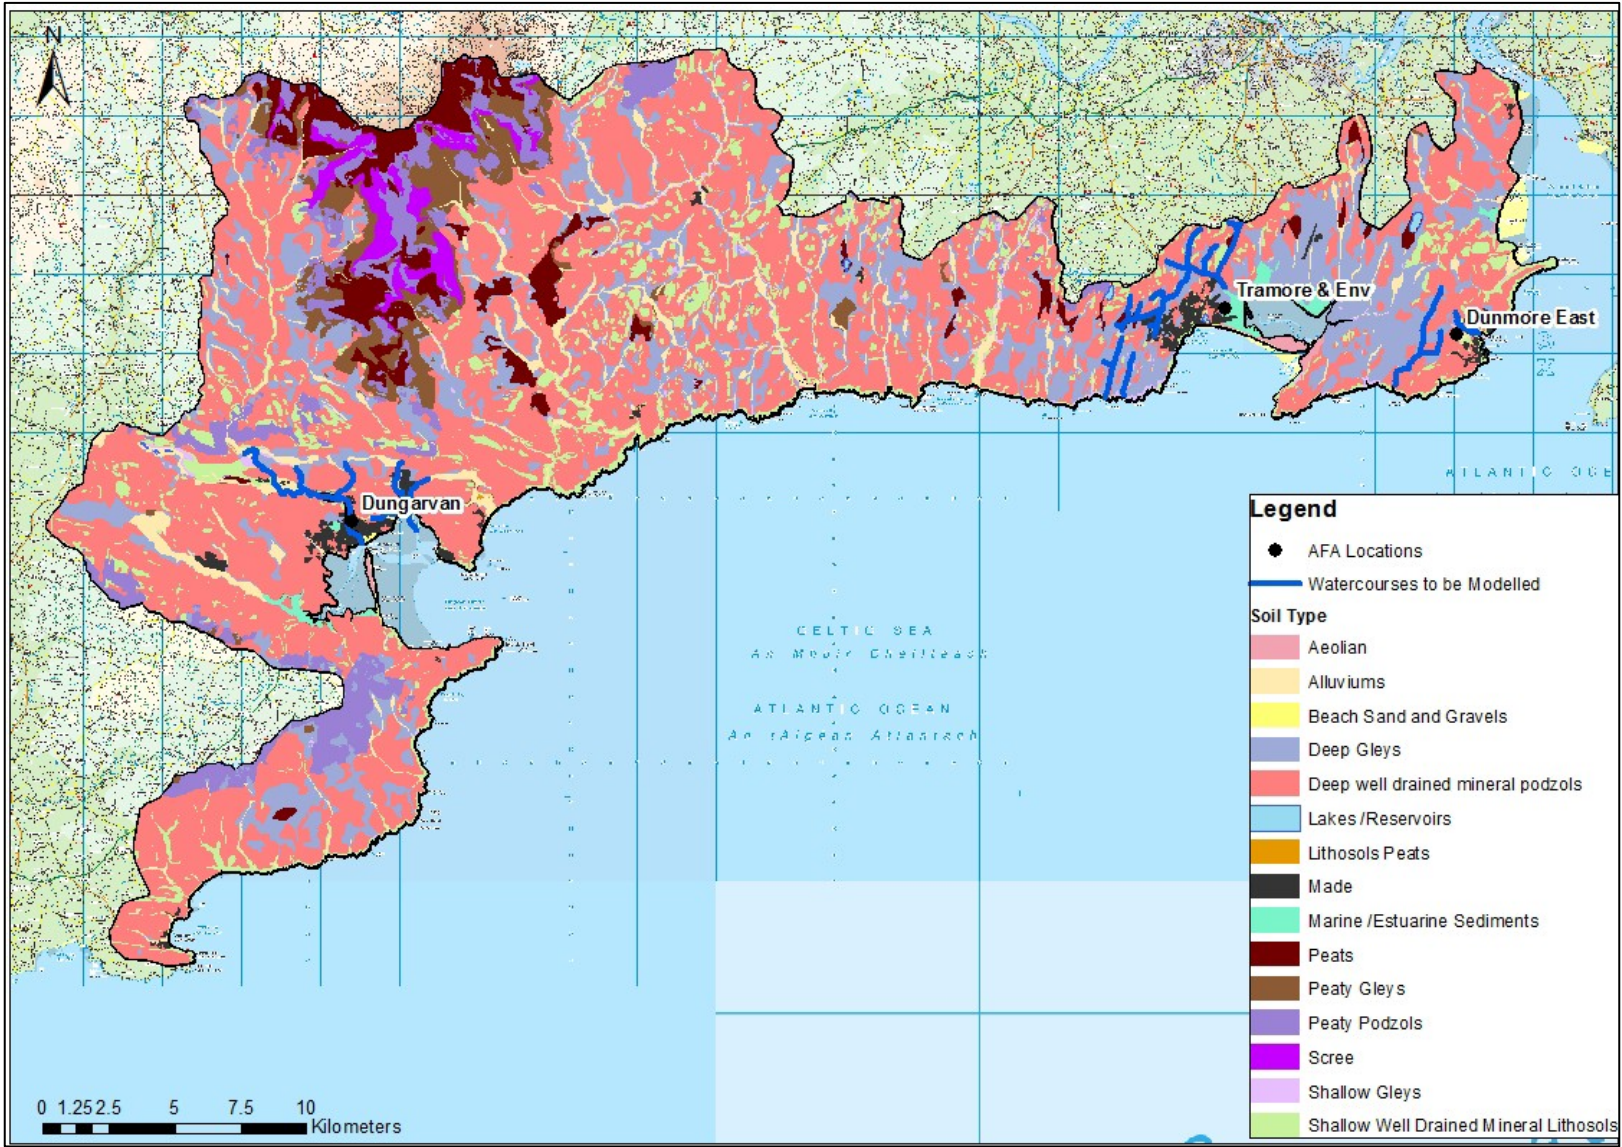 N
Tramore & Env
Dunmore East
Dungarvan
ATLANTIC OCE
CELTIC SEA
An Mhuir Cheilteach
ATLANTIC OCEAN
An tAigéan Atlantach
Legend
AFA Locations
Watercourses to be Modelled
Soil Type
Aeolian
Alluviums
Beach Sand and Gravels
Deep Gleys
Deep well drained mineral podzols
Lakes /Reservoirs
Lithosols Peats
Made
Marine /Estuarine Sediments
Peats
Peaty Gleys
Peaty Podzols
Scree
Shallow Gleys
Shallow Well Drained Mineral Lithosols
0 1.25 2.5 5 7.5 10
Kilometers